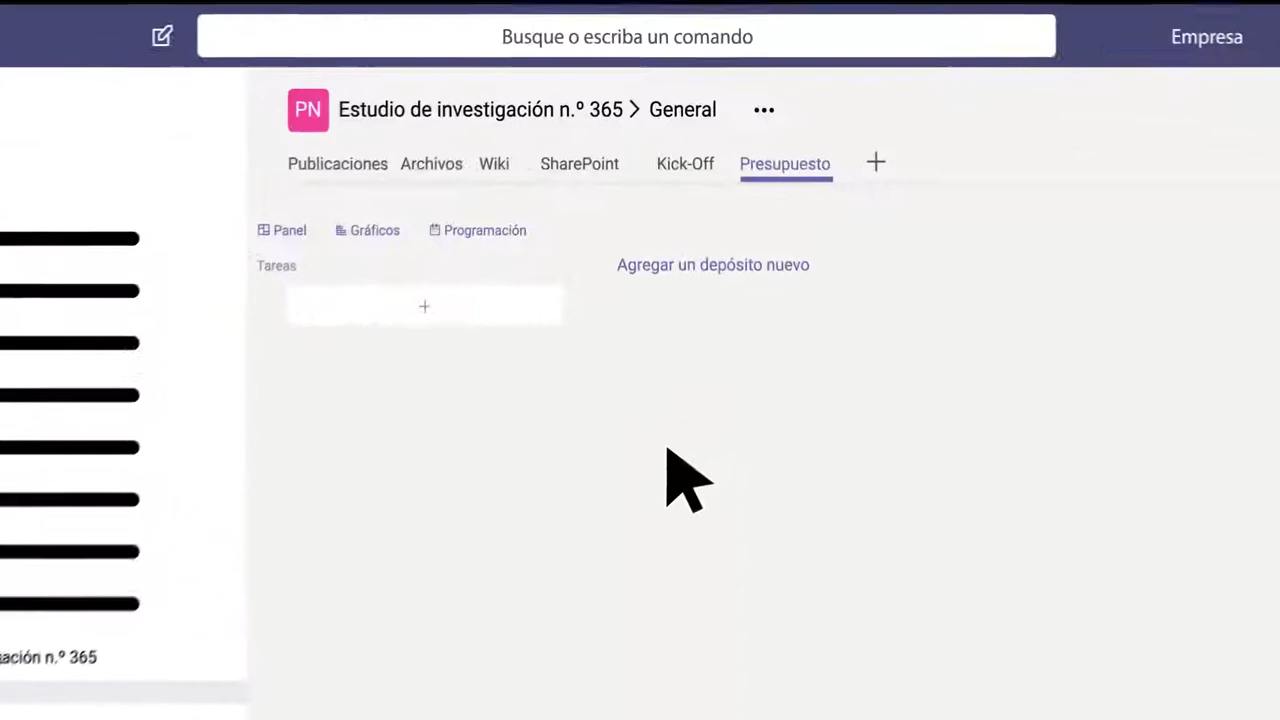 Busque o escriba un comando
Empresa
PN
Estudio de investigación n.º 365 > General
Publicaciones Archivos Wiki SharePoint Kick-Off Presupuesto
Panel Gráficos Programación
Tareas
Agregar un depósito nuevo
n.º 365